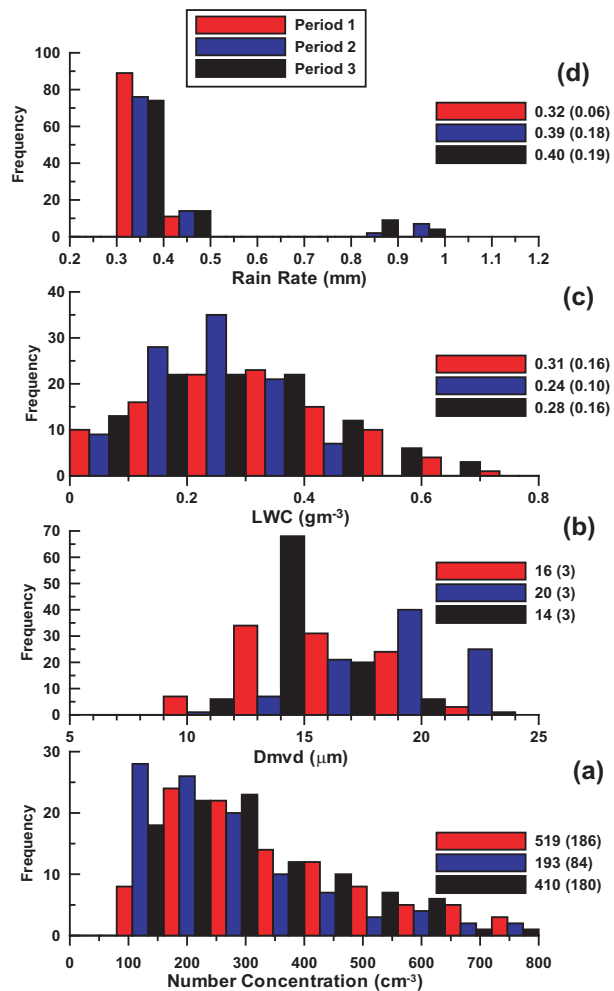 Period 1
Period 2
Period 3
(d)
100
80
60
40
20
0
Frequency
0.32 (0.06)
0.39 (0.18)
0.40 (0.19)
0.2 0.3 0.4 0.5 0.6 0.7 0.8 0.9 1 1.1 1.2
Rain Rate (mm)
(c)
40
30
20
10
0
Frequency
0.31 (0.16)
0.24 (0.10)
0.28 (0.16)
0 0.2 0.4 0.6 0.8
LWC (gm-3)
(b)
70
60
50
40
30
20
10
0
Frequency
16 (3)
20 (3)
14 (3)
5 10 15 20 25
Dmvd (μm)
(a)
30
20
10
0
Frequency
519 (186)
193 (84)
410 (180)
0 100 200 300 400 500 600 700 800
Number Concentration (cm-3)